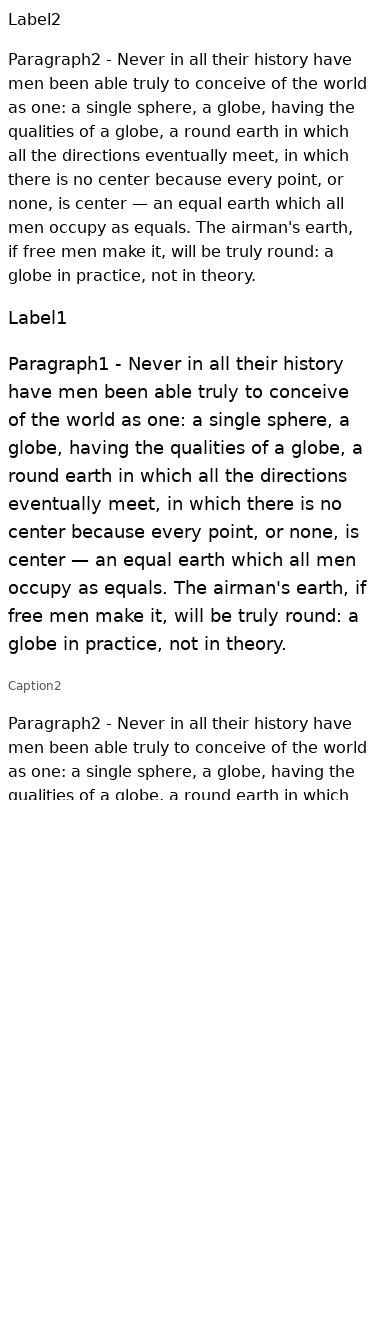 Label2
Paragraph2 - Never in all their history have
men been able truly to conceive of the world
as one: a single sphere, a globe, having the
qualities of a globe, a round earth in which
all the directions eventually meet, in which
there is no center because every point, or
none, is center — an equal earth which all
men occupy as equals. The airman's earth,
if free men make it, will be truly round: a
globe in practice, not in theory.
Label1
Paragraph1 - Never in all their history
have men been able truly to conceive
of the world as one: a single sphere, a
globe, having the qualities of a globe, a
round earth in which all the directions
eventually meet, in which there is no
center because every point, or none, is
center — an equal earth which all men
occupy as equals. The airman's earth, if
free men make it, will be truly round: a
globe in practice, not in theory.
Caption2
Paragraph2 - Never in all their history have
men been able truly to conceive of the world
as one: a single sphere, a globe, having the
qualities of a globe, a round earth in which